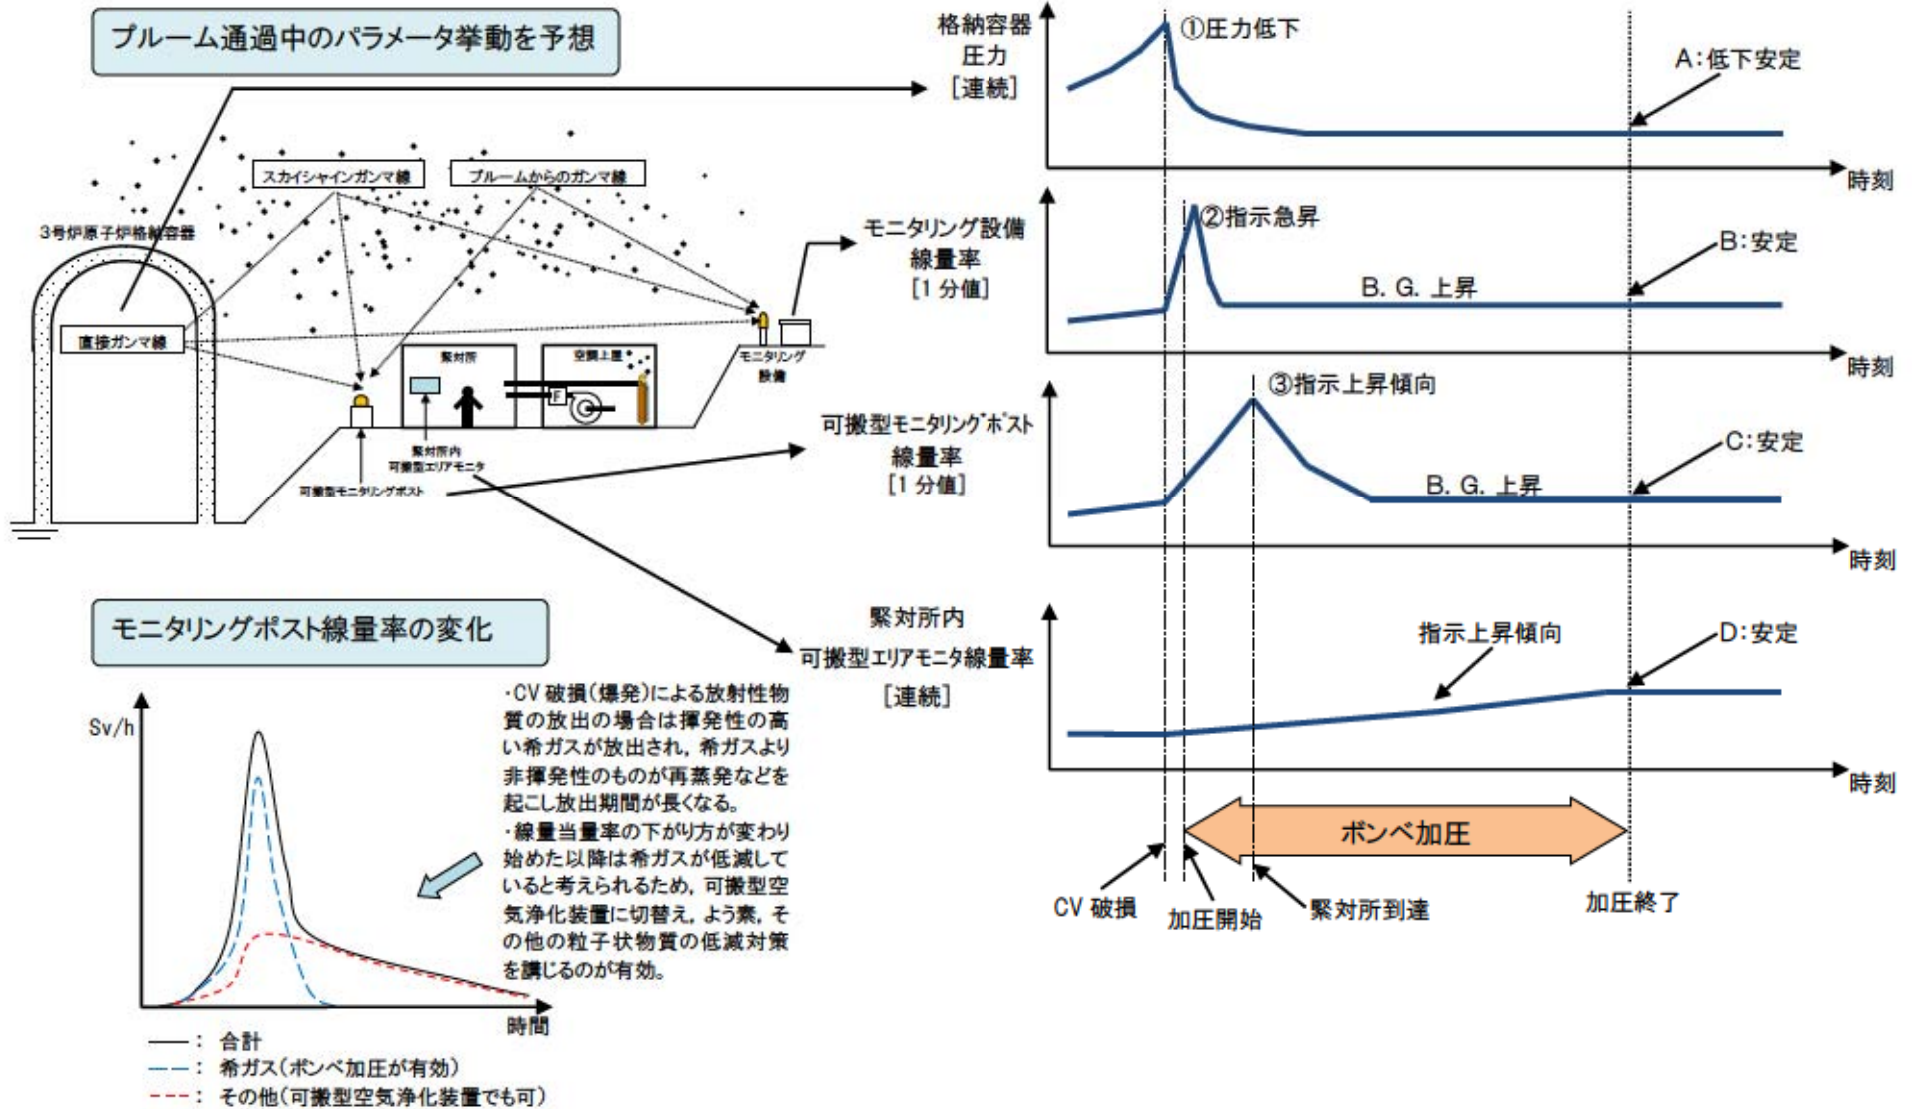 プルーム通過中のパラメータ挙動を予想
スカイシャインガンマ線
プルームからのガンマ線
3号炉原子炉格納容器
直接ガンマ線
緊対所
空調上屋
F
モニタリング
設備
緊対所内
可搬型エリアモニタ
可搬型モニタリングポスト
格納容器
圧力
[連続]
①圧力低下
A:低下安定
時刻
モニタリング設備
線量率
[1分値]
②指示急昇
B.G.上昇
B:安定
時刻
可搬型モニタリングポスト
線量率
[1分値]
③指示上昇傾向
B.G.上昇
C:安定
時刻
緊対所内
可搬型エリアモニタ線量率
[連続]
指示上昇傾向
D:安定
時刻
ボンベ加圧
CV破損
加圧開始
緊対所到達
加圧終了
モニタリングポスト線量率の変化
Sv/h
時間
・CV破損(爆発)による放射性物
質の放出の場合は揮発性の高
い希ガスが放出され,希ガスより
非揮発性のものが再蒸発などを
起こし放出期間が長くなる。
・線量当量率の下がり方が変わり
始めた以降は希ガスが低減して
いると考えられるため,可搬型空
気浄化装置に切替え,よう素,そ
の他の粒子状物質の低減対策
を講じるのが有効。
: 合計
: 希ガス(ボンベ加圧が有効)
: その他(可搬型空気浄化装置でも可)